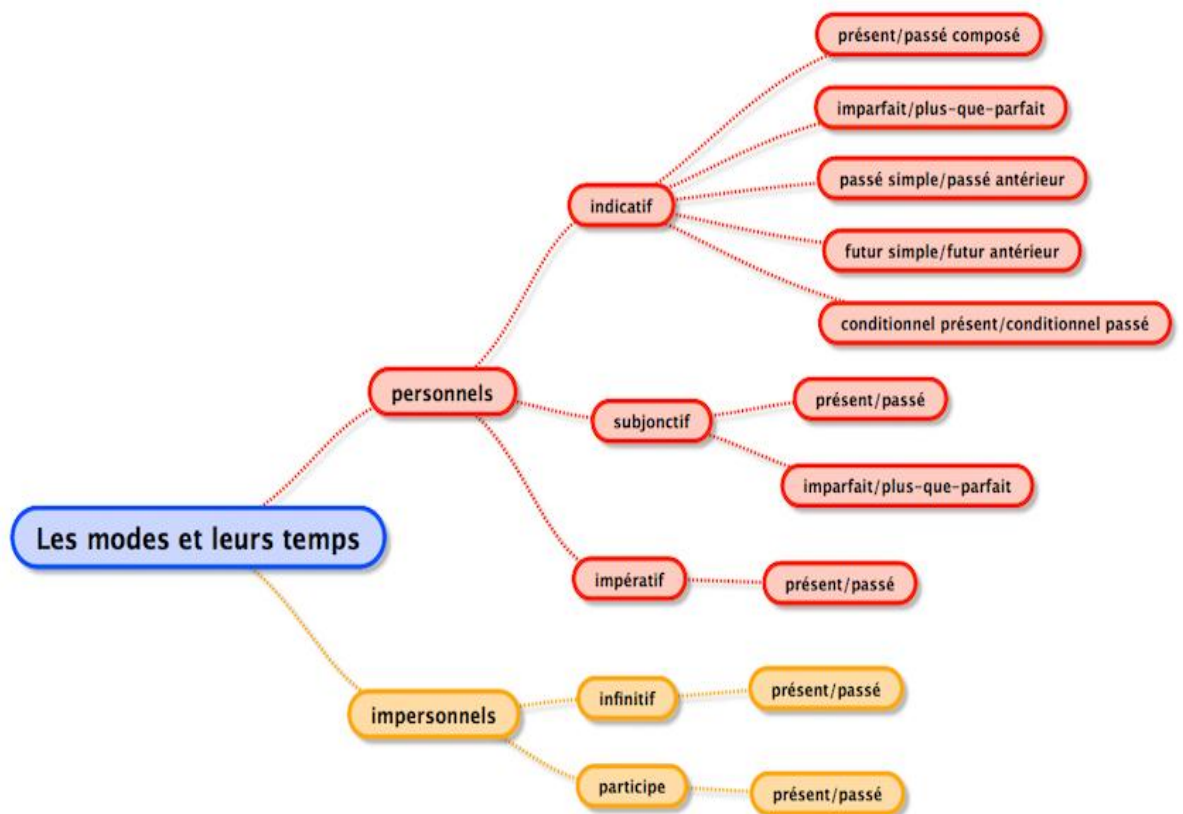 Les modes et leurs temps
personnels
indicatif
présent/passé composé
imparfait/plus-que-parfait
passé simple/passé antérieur
futur simple/futur antérieur
conditionnel présent/conditionnel passé
subjonctif
présent/passé
imparfait/plus-que-parfait
impératif
présent/passé
impersonnels
infinitif
présent/passé
participe
présent/passé